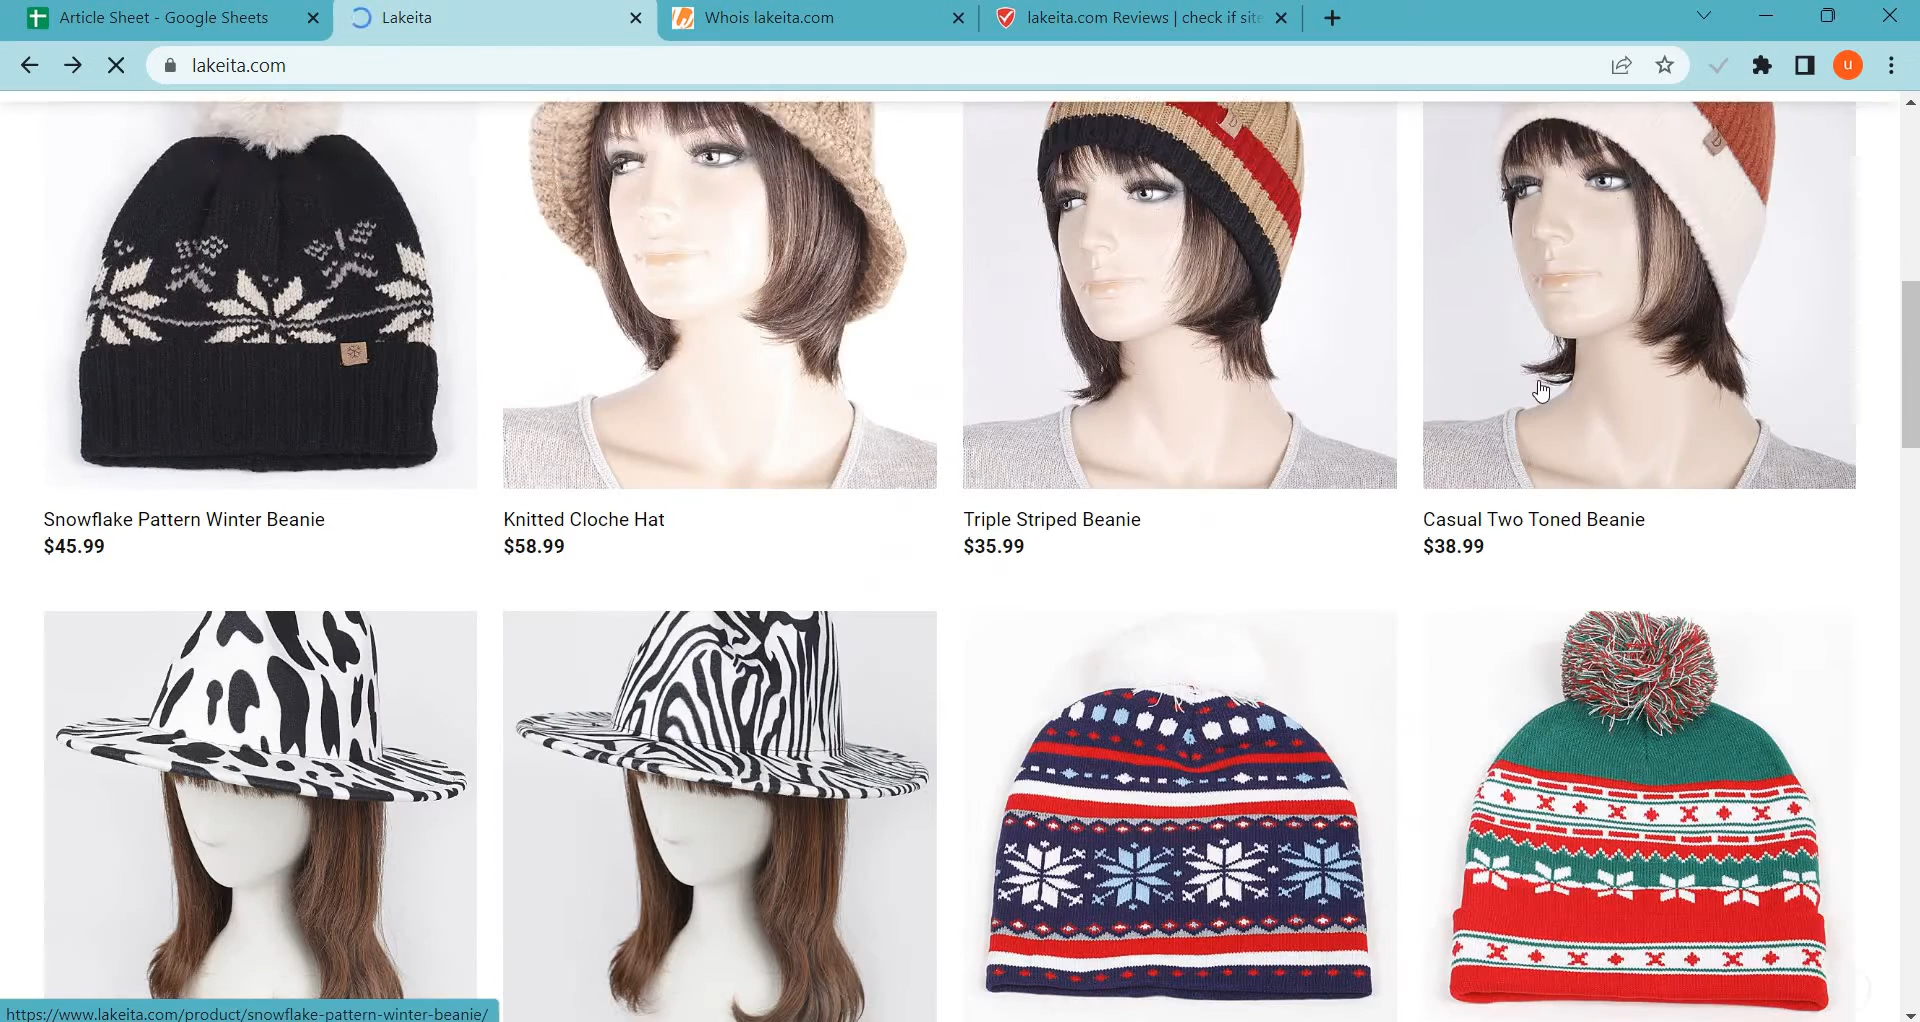 Article Sheet - Google Sheets
Lakeita
Whois lakeita.com
lakeita.com Reviews | check if site
lakeita.com
u
Snowflake Pattern Winter Beanie
$45.99
Knitted Cloche Hat
$58.99
Triple Striped Beanie
$35.99
Casual Two Toned Beanie
$38.99
https://www.lakeita.com/product/snowflake-pattern-winter-beanie/